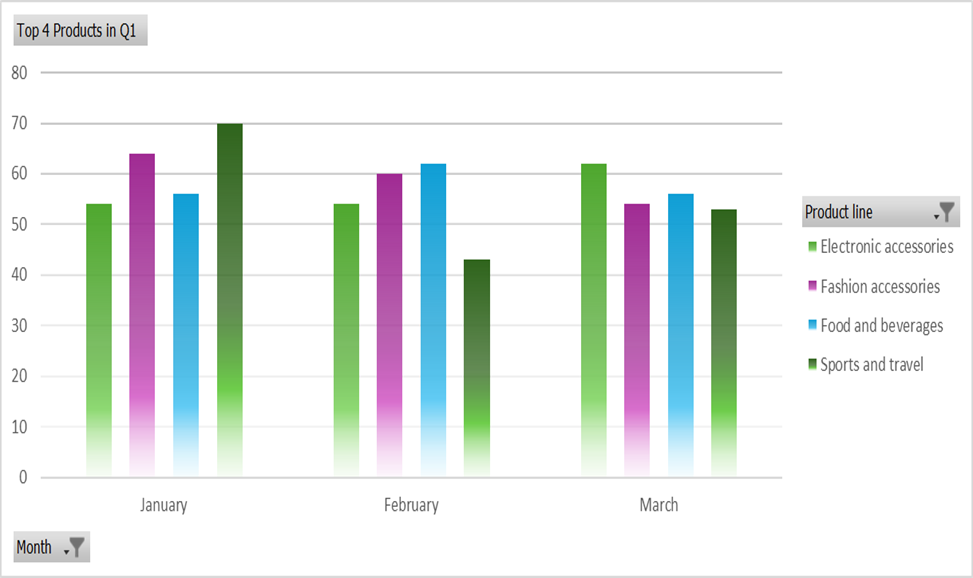 Top 4 Products in Q1
80
70
60
50
40
30
20
10
0
January February March
Product line
Electronic accessories
Fashion accessories
Food and beverages
Sports and travel
Month